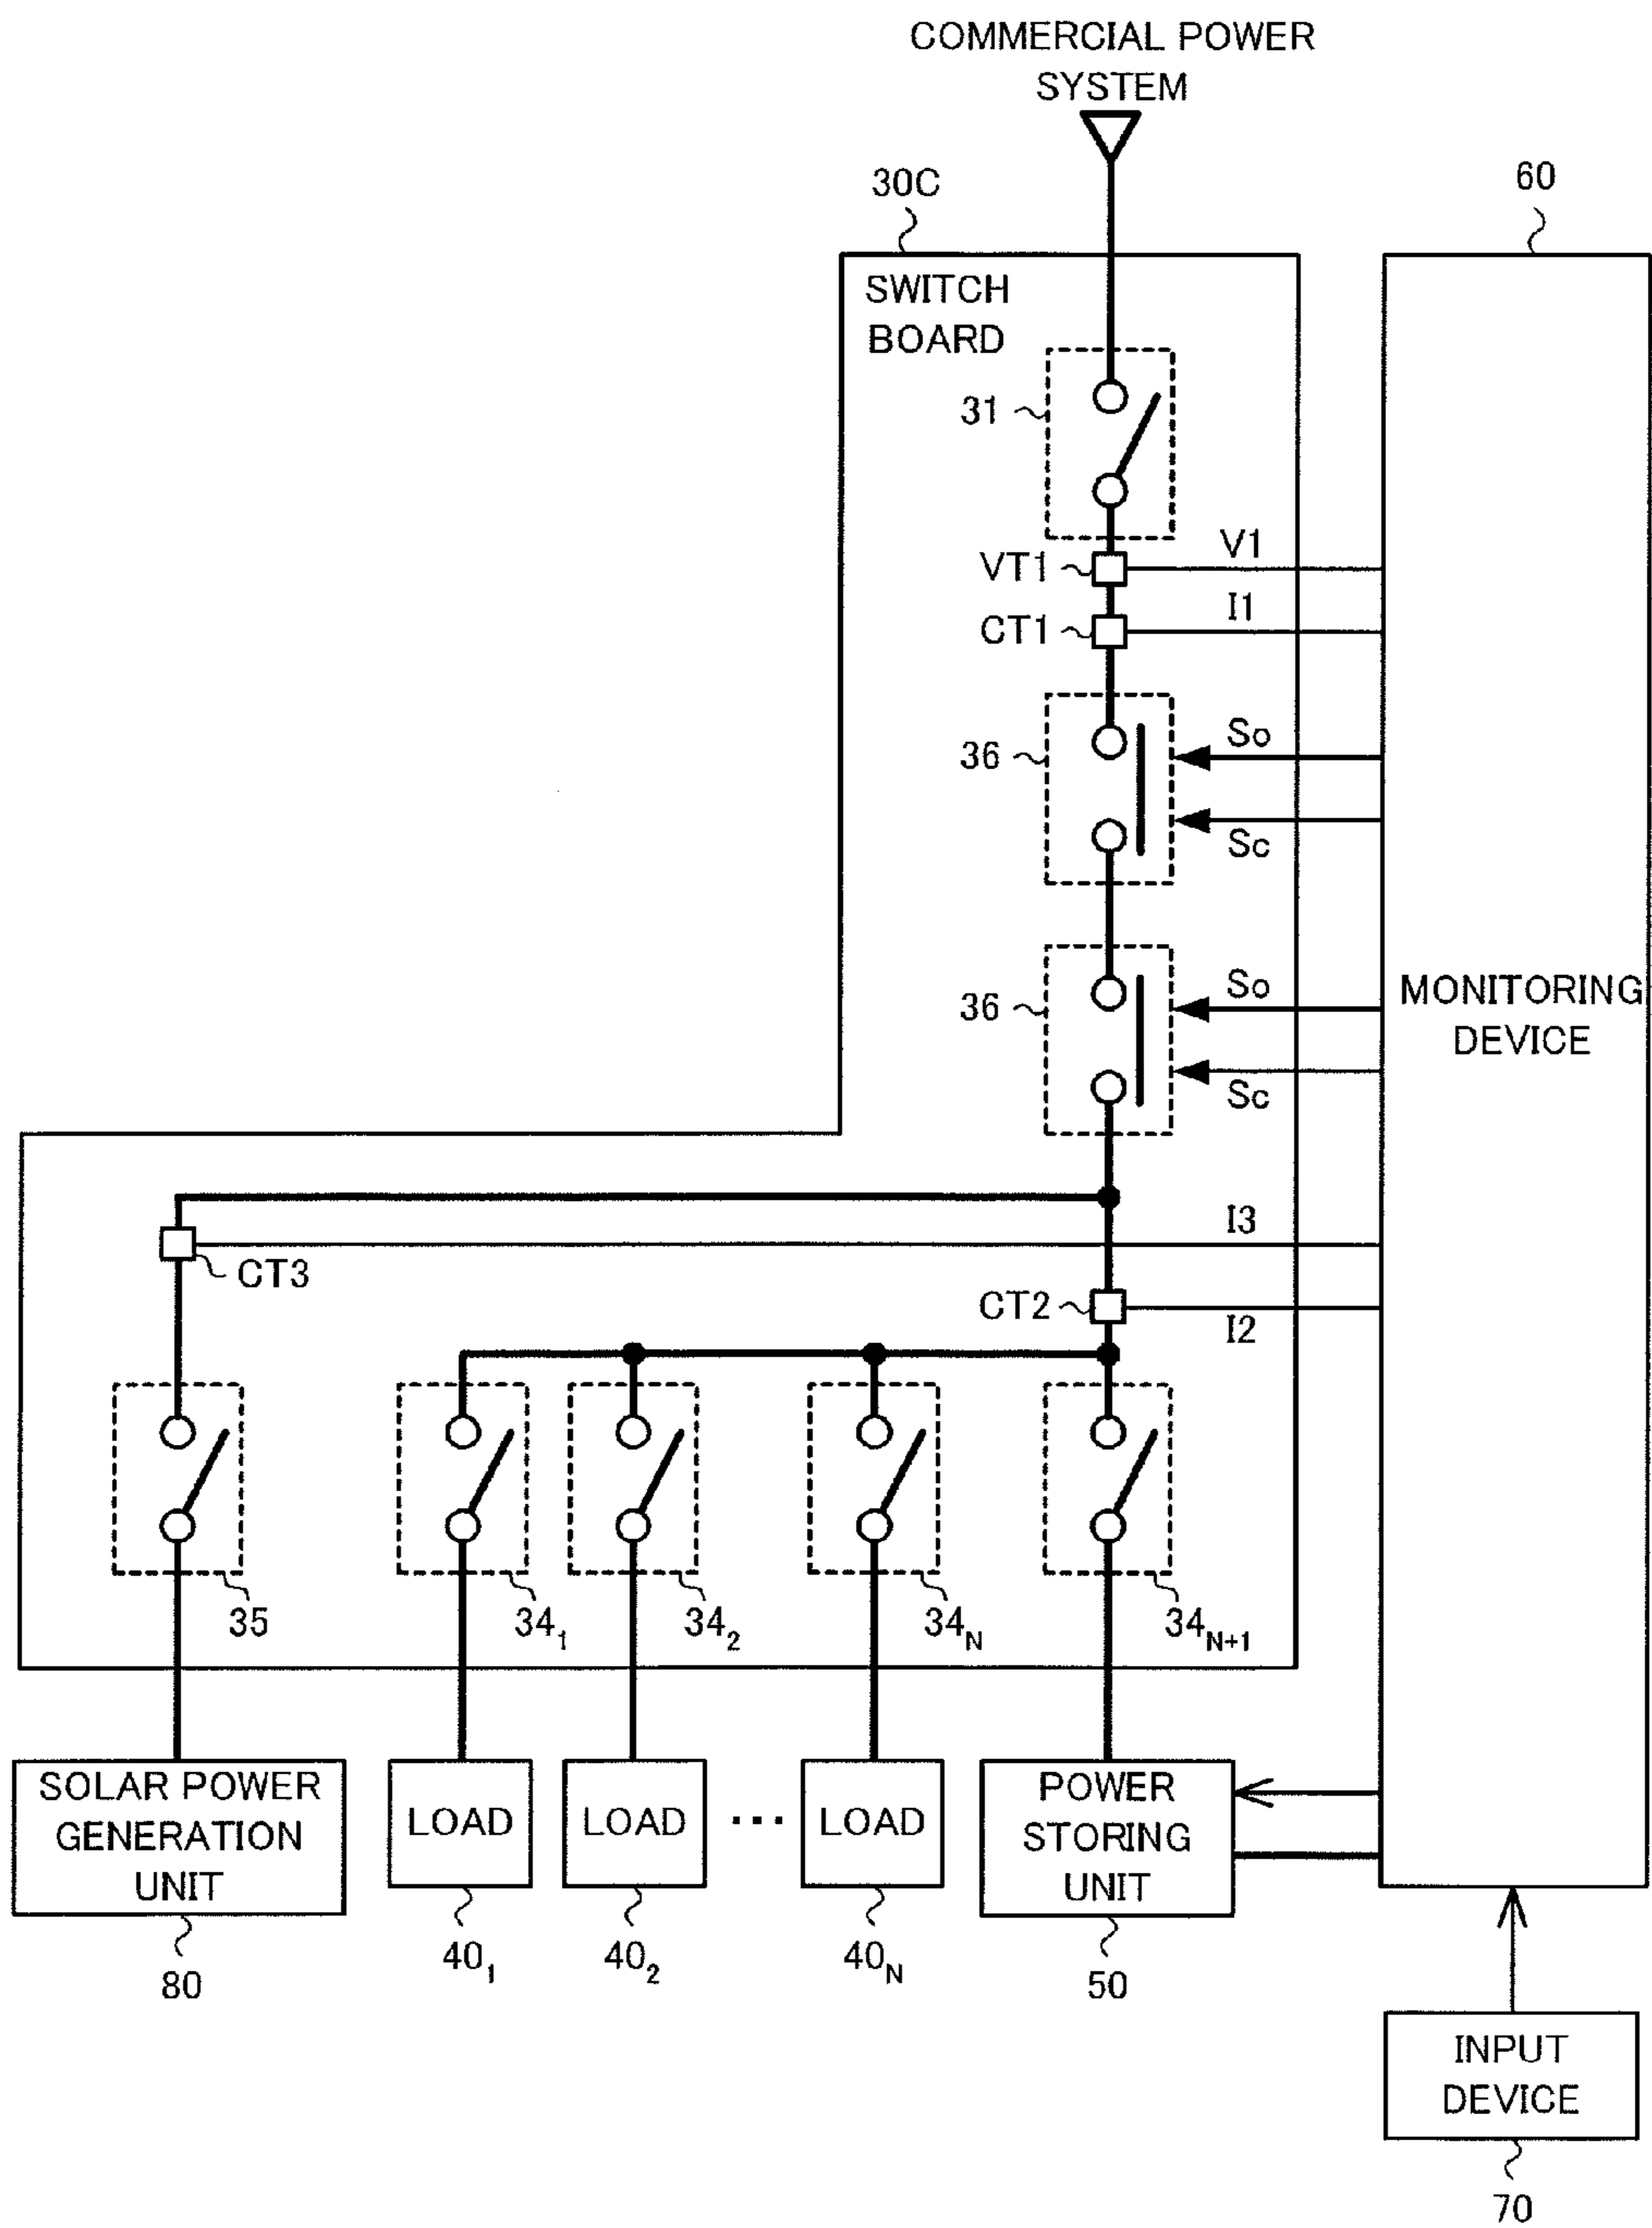 COMMERCIAL POWER
SYSTEM
30C
60
SWITCH
BOARD
31
VT1
V1
CT1
I1
36
So
Sc
36
So
Sc
MONITORING
DEVICE
I3
CT3
CT2
I2
35
34₁
34₂
34N
34N+1
SOLAR POWER
GENERATION
UNIT
LOAD
LOAD
...
LOAD
POWER
STORING
UNIT
80
40₁
40₂
40N
50
INPUT
DEVICE
70